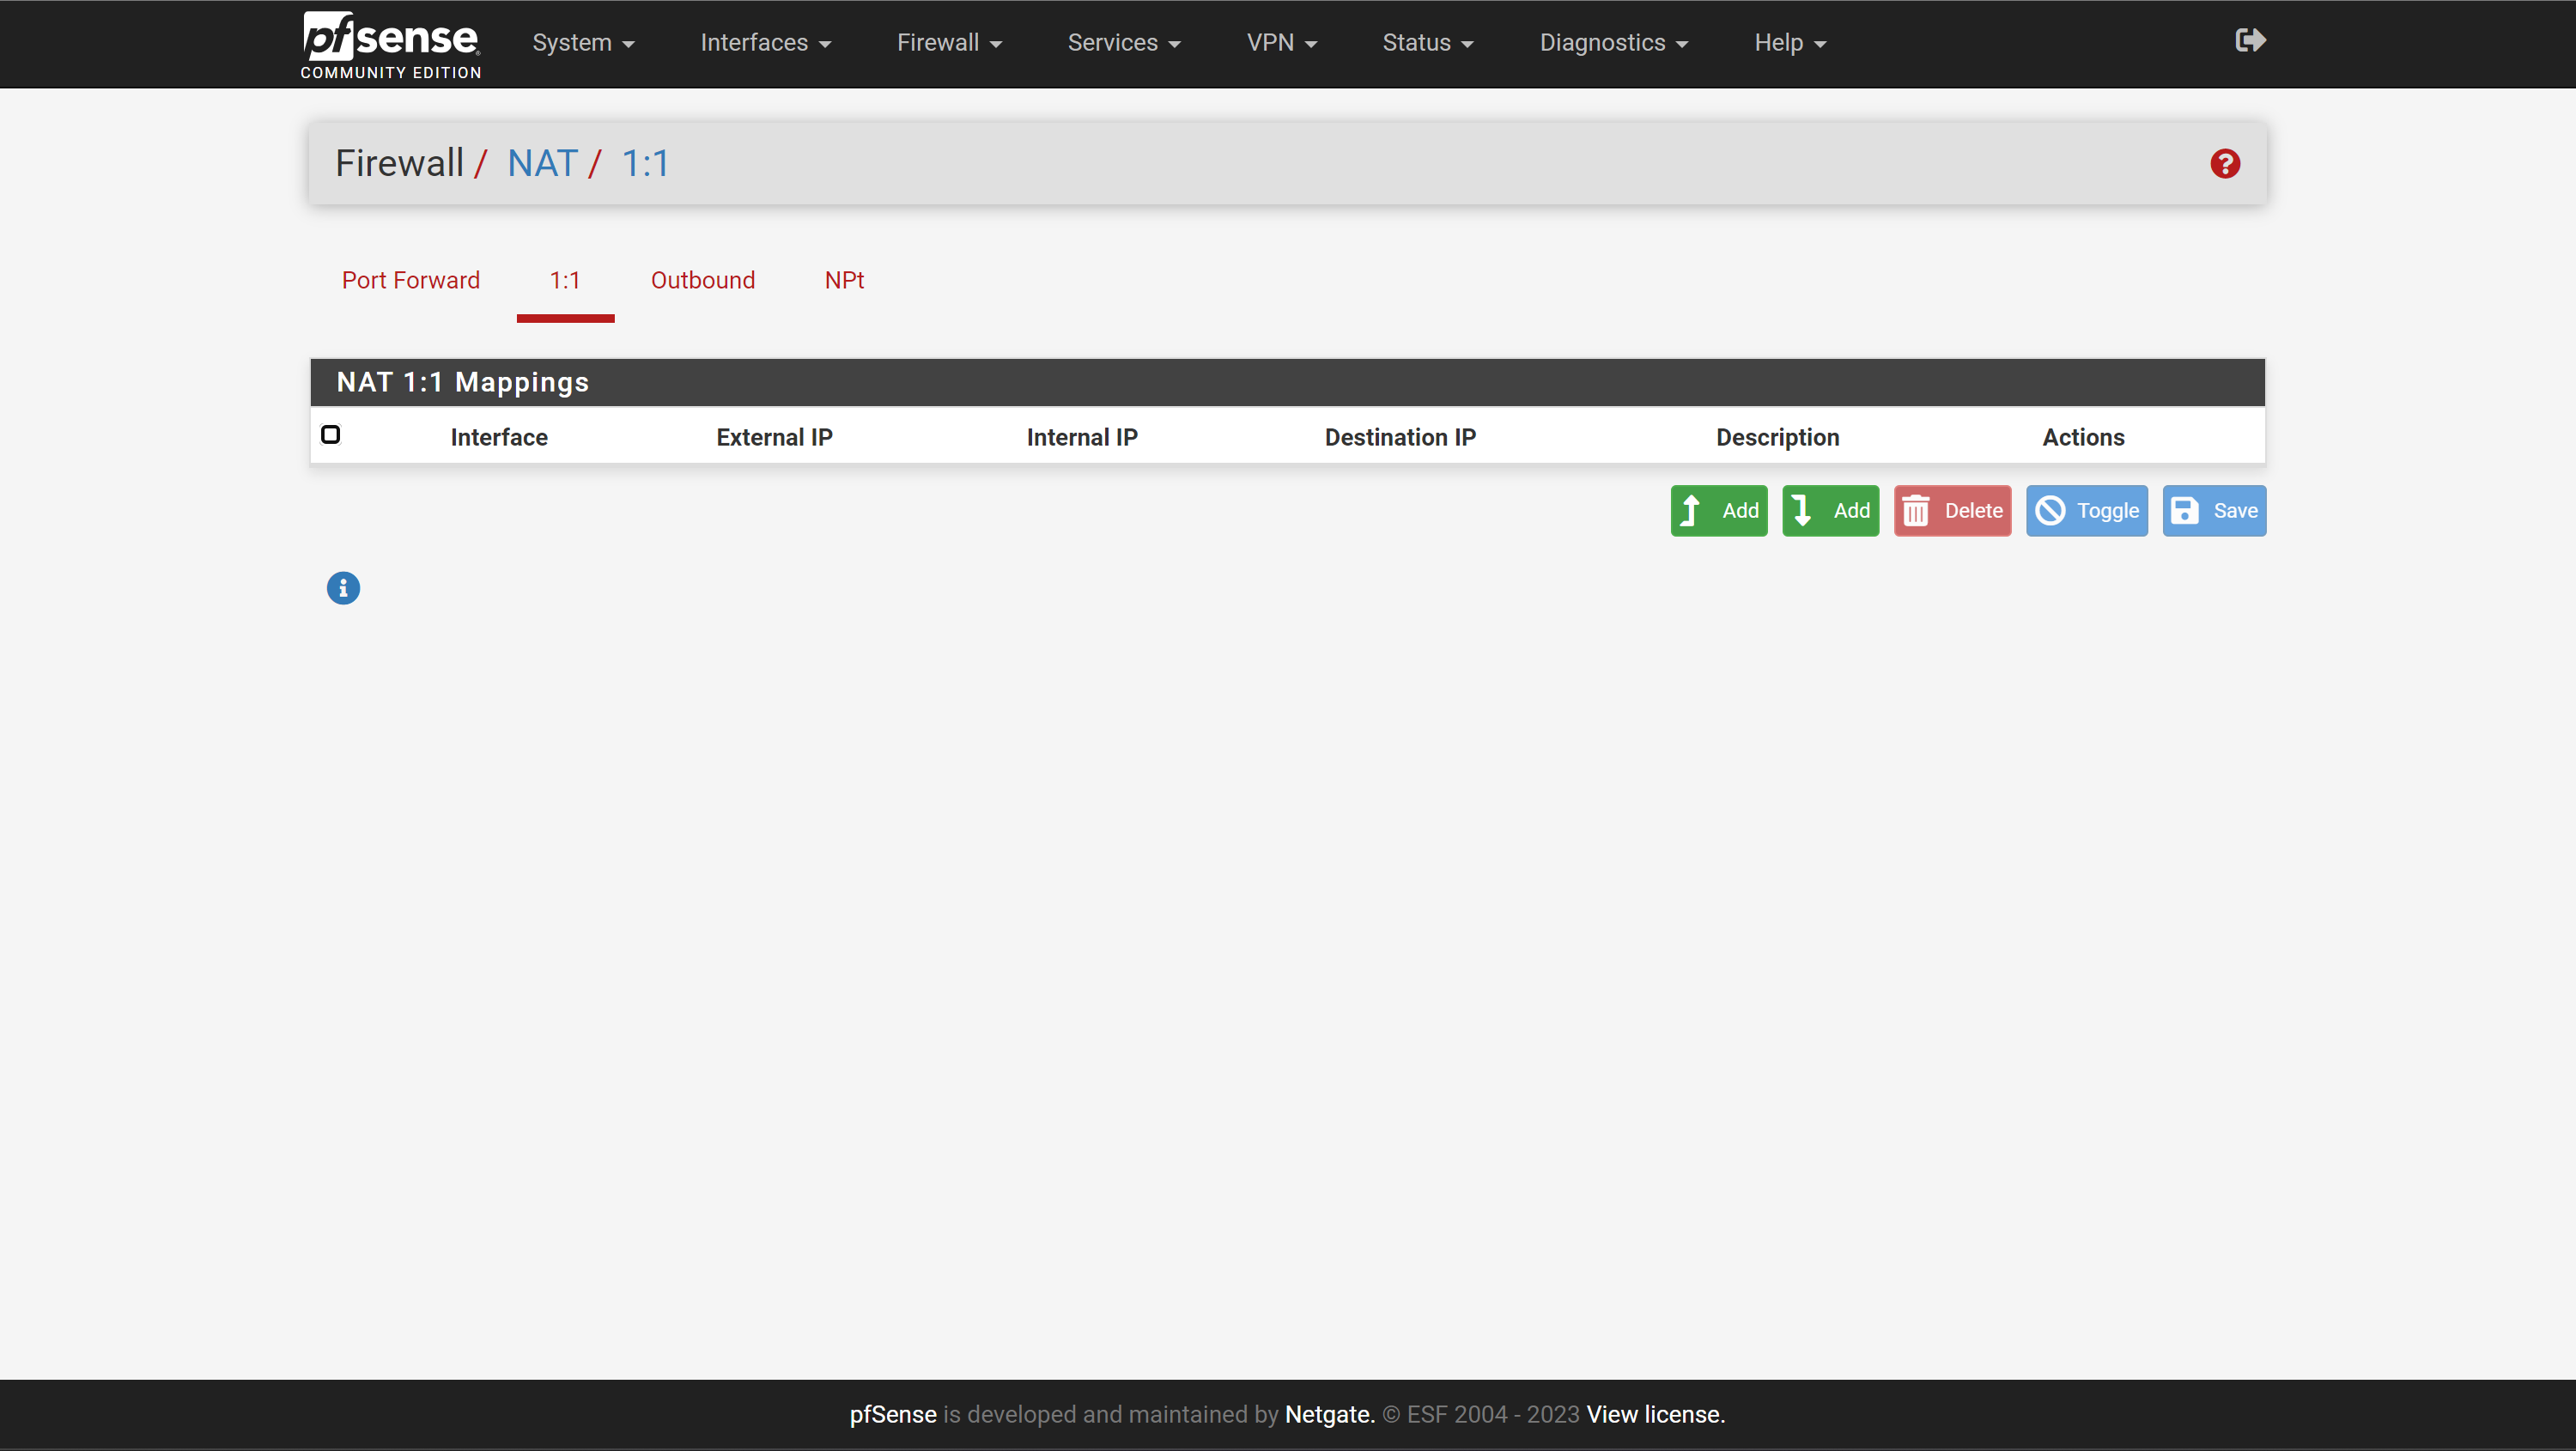 pfsense
COMMUNITY EDITION
System Interfaces Firewall Services VPN Status Diagnostics Help
Firewall / NAT / 1:1
Port Forward 1:1 Outbound NPt
NAT 1:1 Mappings
Interface External IP Internal IP Destination IP Description Actions
Add Add Delete Toggle Save
pfSense is developed and maintained by Netgate. © ESF 2004 - 2023 View license.